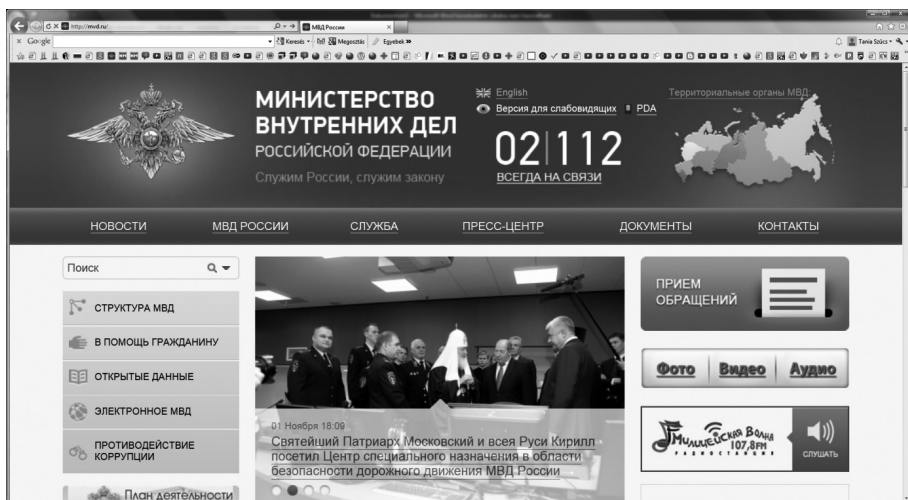 http://mvd.ru/
МВД России
×
Google
Keresés
Megosztás
Egyebek »
Tania Szűcs
МИНИСТЕРСТВО
ВНУТРЕННИХ ДЕЛ
РОССИЙСКОЙ ФЕДЕРАЦИИ
Служим России, служим закону
English
Версия для слабовидящих PDA
02|112
ВСЕГДА НА СВЯЗИ
Территориальные органы МВД
НОВОСТИ МВД РОССИИ СЛУЖБА ПРЕСС-ЦЕНТР ДОКУМЕНТЫ КОНТАКТЫ
Поиск
СТРУКТУРА МВД
В ПОМОЩЬ ГРАЖДАНИНУ
ОТКРЫТЫЕ ДАННЫЕ
ЭЛЕКТРОННОЕ МВД
ПРОТИВОДЕЙСТВИЕ
КОРРУПЦИИ
План деятельности
01 Ноября 18:09
Святейший Патриарх Московский и всея Руси Кирилл
посетил Центр специального назначения в области
безопасности дорожного движения МВД России
ПРИЕМ
ОБРАЩЕНИЙ
Фото Видео Аудио
Милицейская Волна
107,8FM
РАДИОСТАНЦИЯ
СЛУШАТЬ